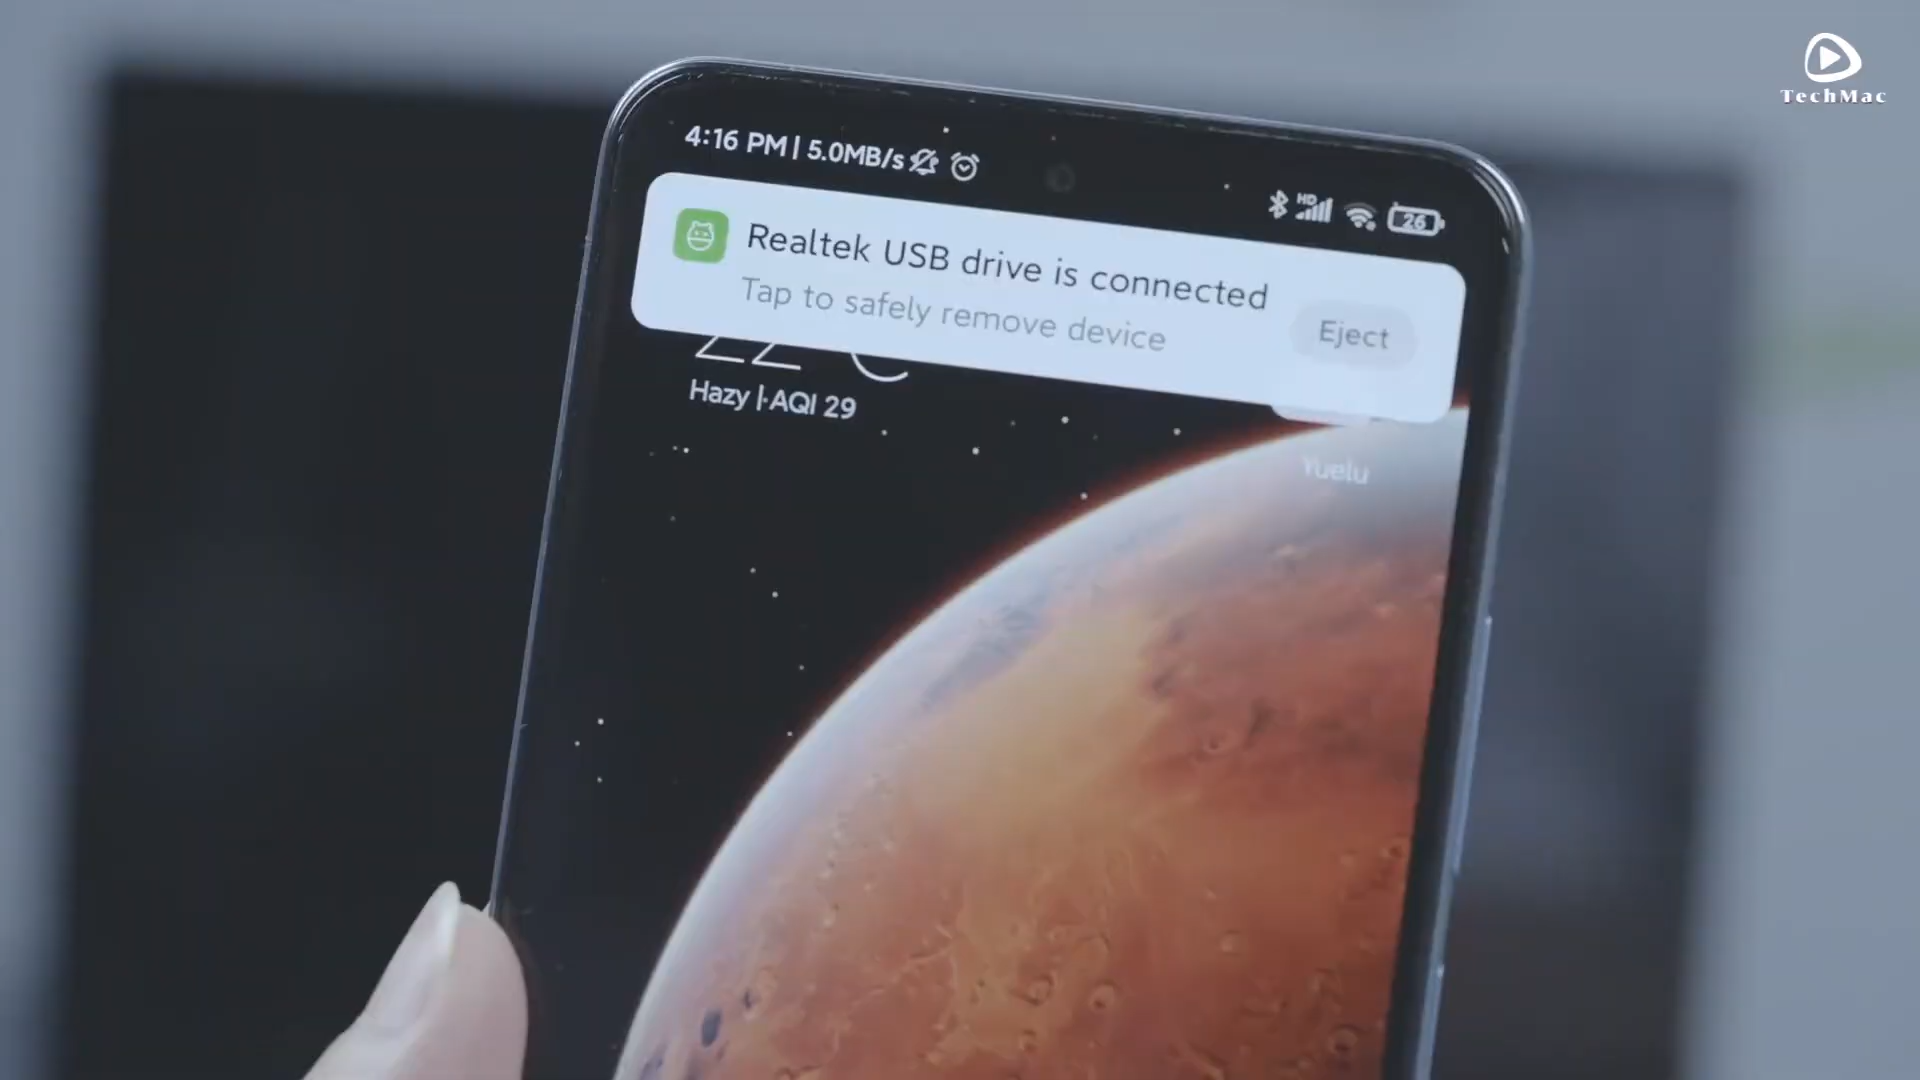 TechMac
4:16 PM | 5.0MB/s
HD
26
Realtek USB drive is connected
Tap to safely remove device
Eject
Hazy | AQI 29
Yuelu